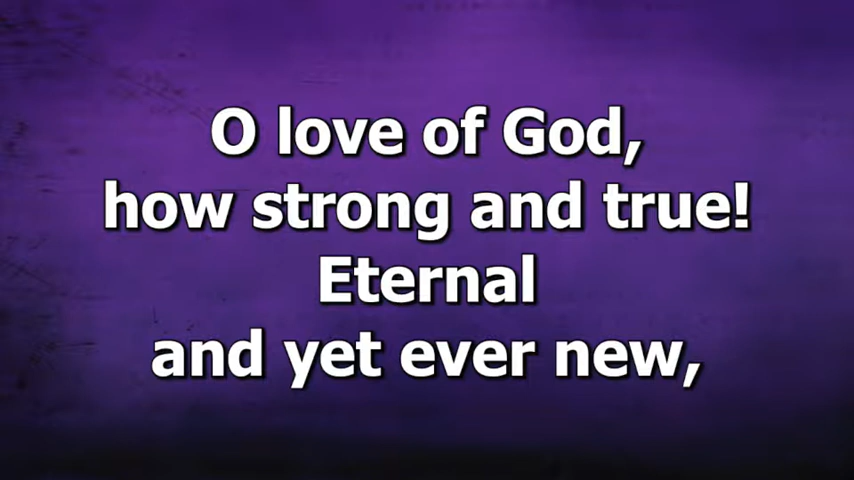 O love of God,
how strong and true!
Eternal
and yet ever new,